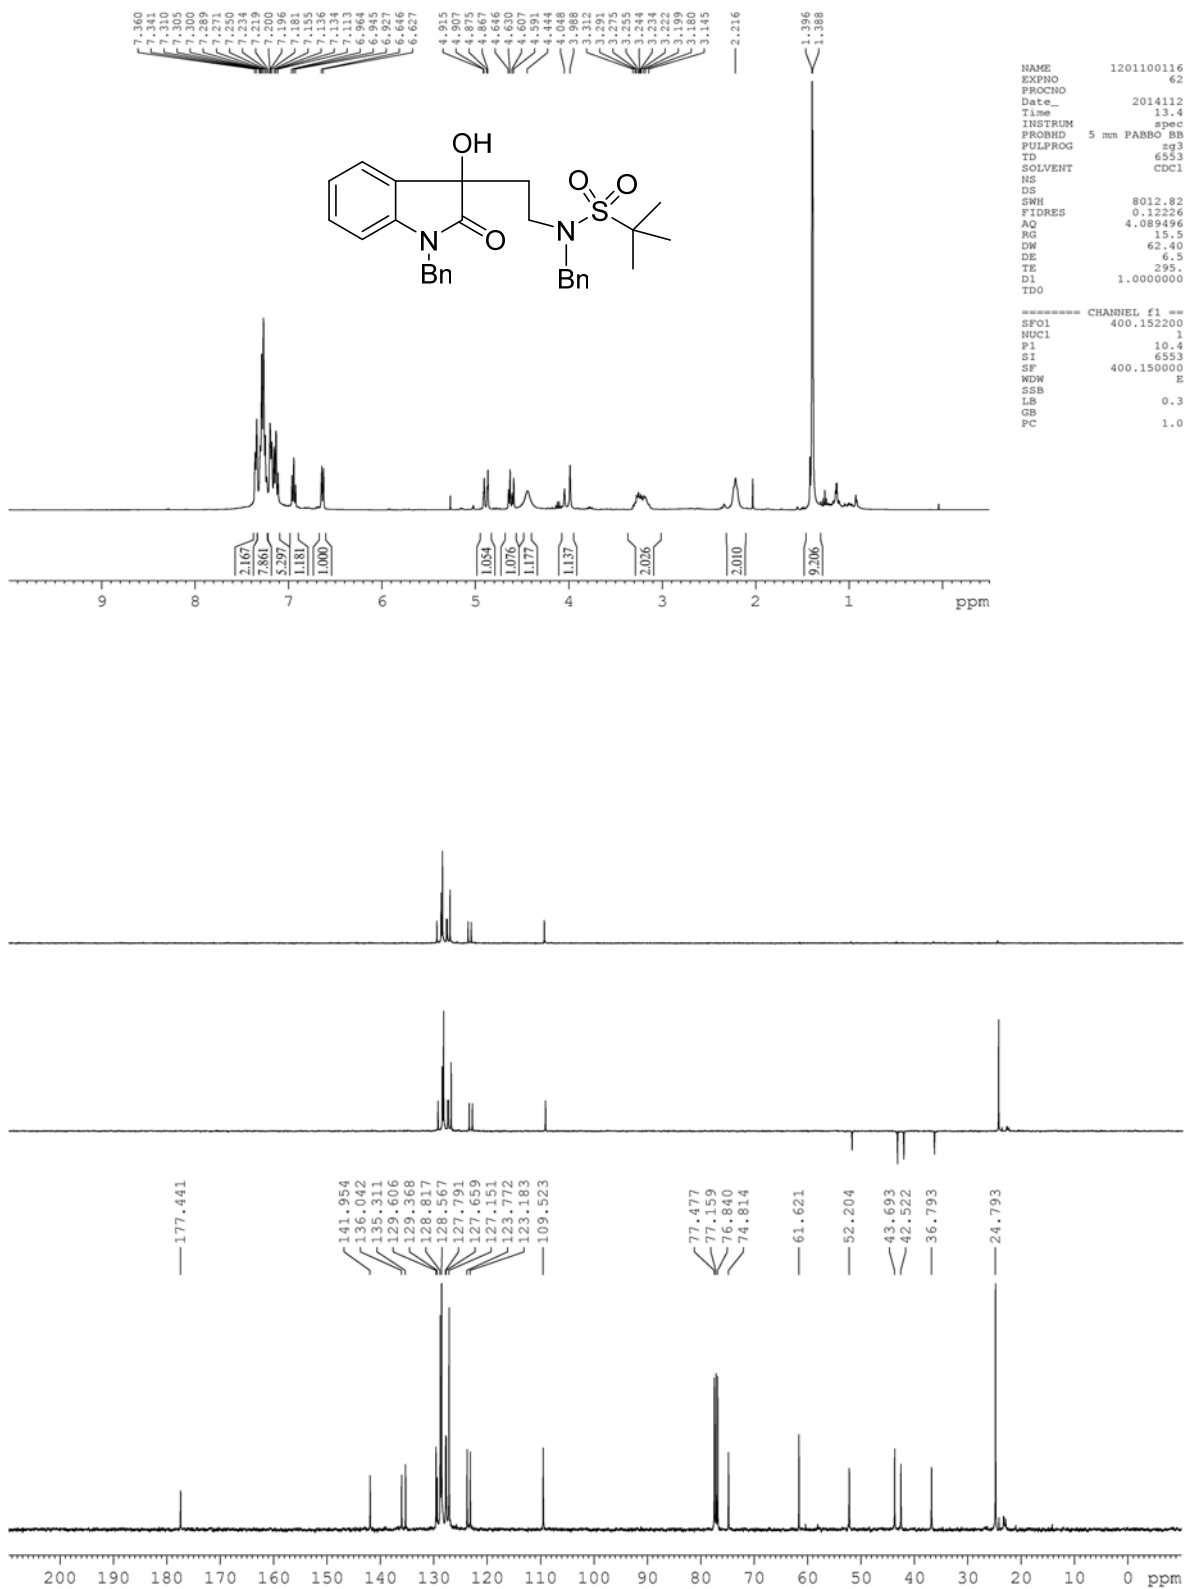 7.360
7.341
7.310
7.305
7.300
7.289
7.271
7.250
7.234
7.219
7.200
7.196
7.181
7.155
7.136
7.134
7.113
6.964
6.945
6.927
6.646
6.627
4.915
4.907
4.875
4.867
4.646
4.630
4.607
4.591
4.444
4.048
3.988
3.312
3.291
3.275
3.255
3.244
3.234
3.222
3.199
3.180
3.145
2.216
1.396
1.388
NAME 1201100116
EXPNO 62
PROCNO
Date_ 2014112
Time 13.4
INSTRUM spec
PROBHD 5 mm PABBO BB
PULPROG zg3
TD 6553
SOLVENT CDCl
NS
DS
SWH 8012.82
FIDRES 0.12226
AQ 4.089496
RG 15.5
DW 62.40
DE 6.5
TE 295.
D1 1.0000000
TD0
======== CHANNEL f1 ==
SFO1 400.152200
NUC1 1
P1 10.4
SI 6553
SF 400.150000
WDW E
SSB
LB 0.3
GB
PC 1.0
OH
O O
S
N
O
N
Bn
Bn
2.167
7.861
5.297
1.181
1.000
1.054
1.076
1.177
1.137
2.026
2.010
9.206
9 8 7 6 5 4 3 2 1 ppm
177.441
141.954
136.042
135.311
129.606
129.368
128.817
128.567
127.791
127.659
127.151
123.772
123.183
109.523
77.477
77.159
76.840
74.814
61.621
52.204
43.693
42.522
36.793
24.793
200 190 180 170 160 150 140 130 120 110 100 90 80 70 60 50 40 30 20 10 0 ppm